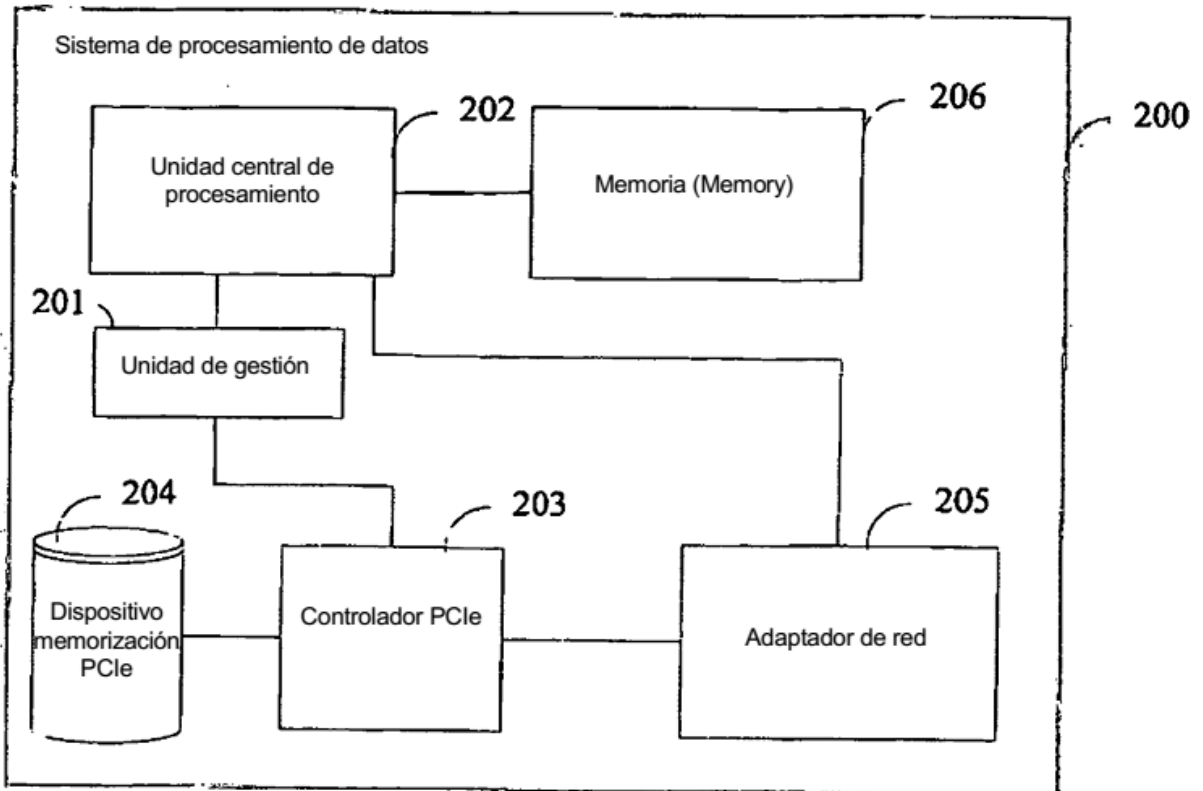 Sistema de procesamiento de datos
202
206
200
Unidad central de
procesamiento
Memoria (Memory)
201
Unidad de gestión
204
203
205
Dispositivo
memorización
PCIe
Controlador PCIe
Adaptador de red